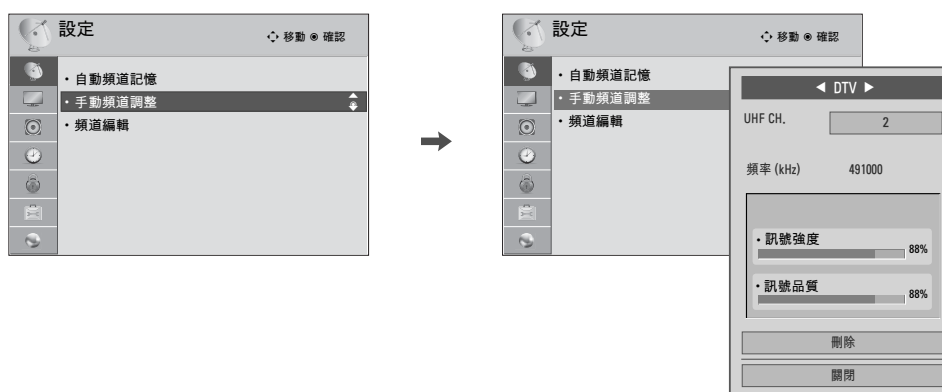 設定
移動 確認
・自動頻道記憶
・手動頻道調整
・頻道編輯
設定
移動 確認
・自動頻道記憶
・手動頻道調整
・頻道編輯
◀ DTV ▶
UHF CH. 2
頻率 (kHz) 491000
・訊號強度
88%
・訊號品質
88%
刪除
關閉